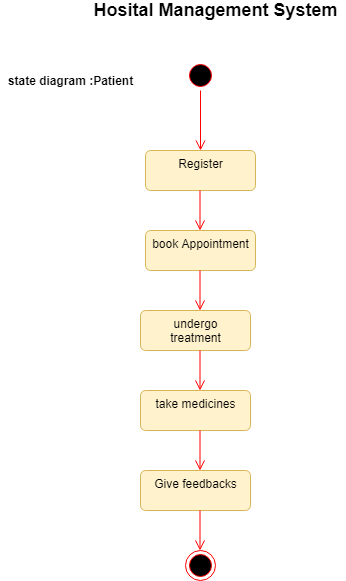 Hosital Management System
state diagram :Patient
Register
book Appointment
undergo
treatment
take medicines
Give feedbacks